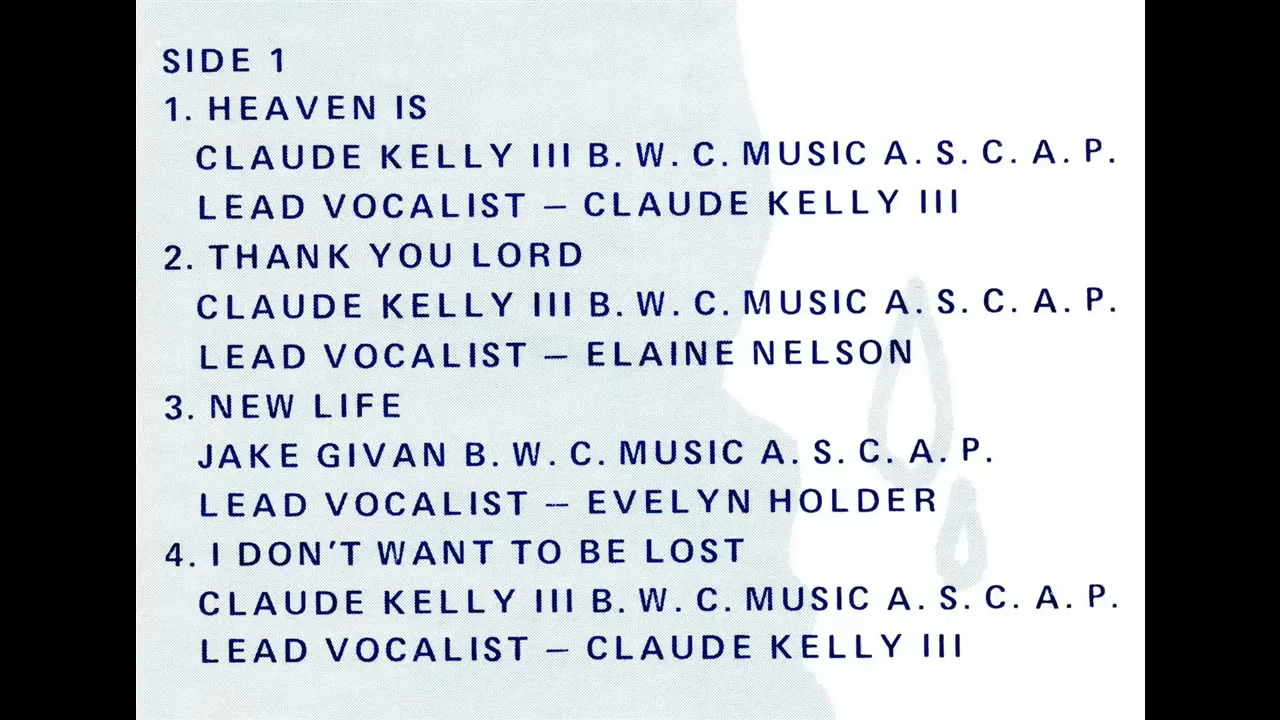 SIDE 1
1. HEAVEN IS
CLAUDE KELLY III B. W. C. MUSIC A. S. C. A. P.
LEAD VOCALIST – CLAUDE KELLY III
2. THANK YOU LORD
CLAUDE KELLY III B. W. C. MUSIC A. S. C. A. P.
LEAD VOCALIST – ELAINE NELSON
3. NEW LIFE
JAKE GIVAN B. W. C. MUSIC A. S. C. A. P.
LEAD VOCALIST – EVELYN HOLDER
4. I DON'T WANT TO BE LOST
CLAUDE KELLY III B. W. C. MUSIC A. S. C. A. P.
LEAD VOCALIST – CLAUDE KELLY III